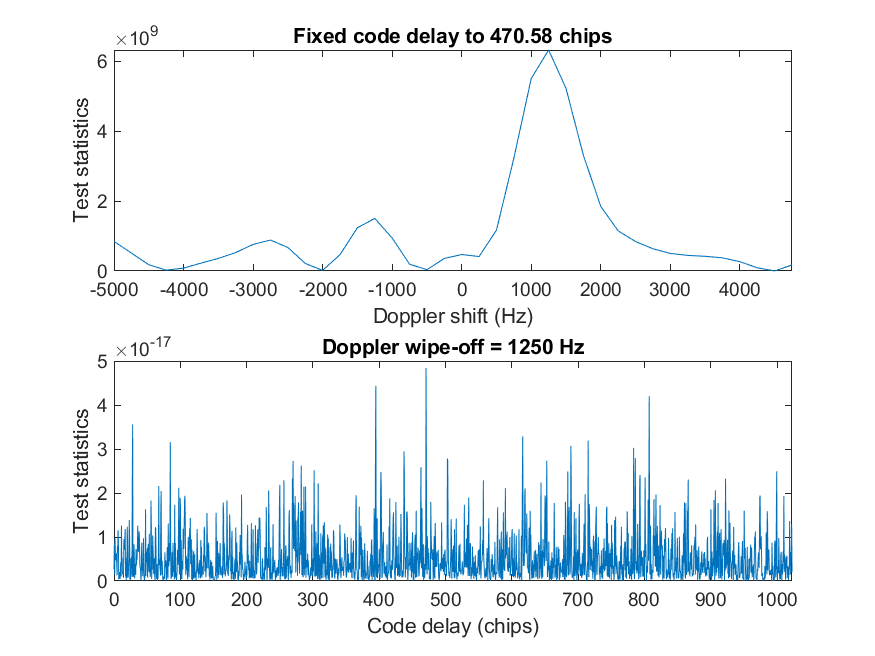 ×10^9
Fixed code delay to 470.58 chips
6
4
2
0
Test statistics
-5000 -4000 -3000 -2000 -1000 0 1000 2000 3000 4000
Doppler shift (Hz)
×10^-17
Doppler wipe-off = 1250 Hz
5
4
3
2
1
0
Test statistics
0 100 200 300 400 500 600 700 800 900 1000
Code delay (chips)